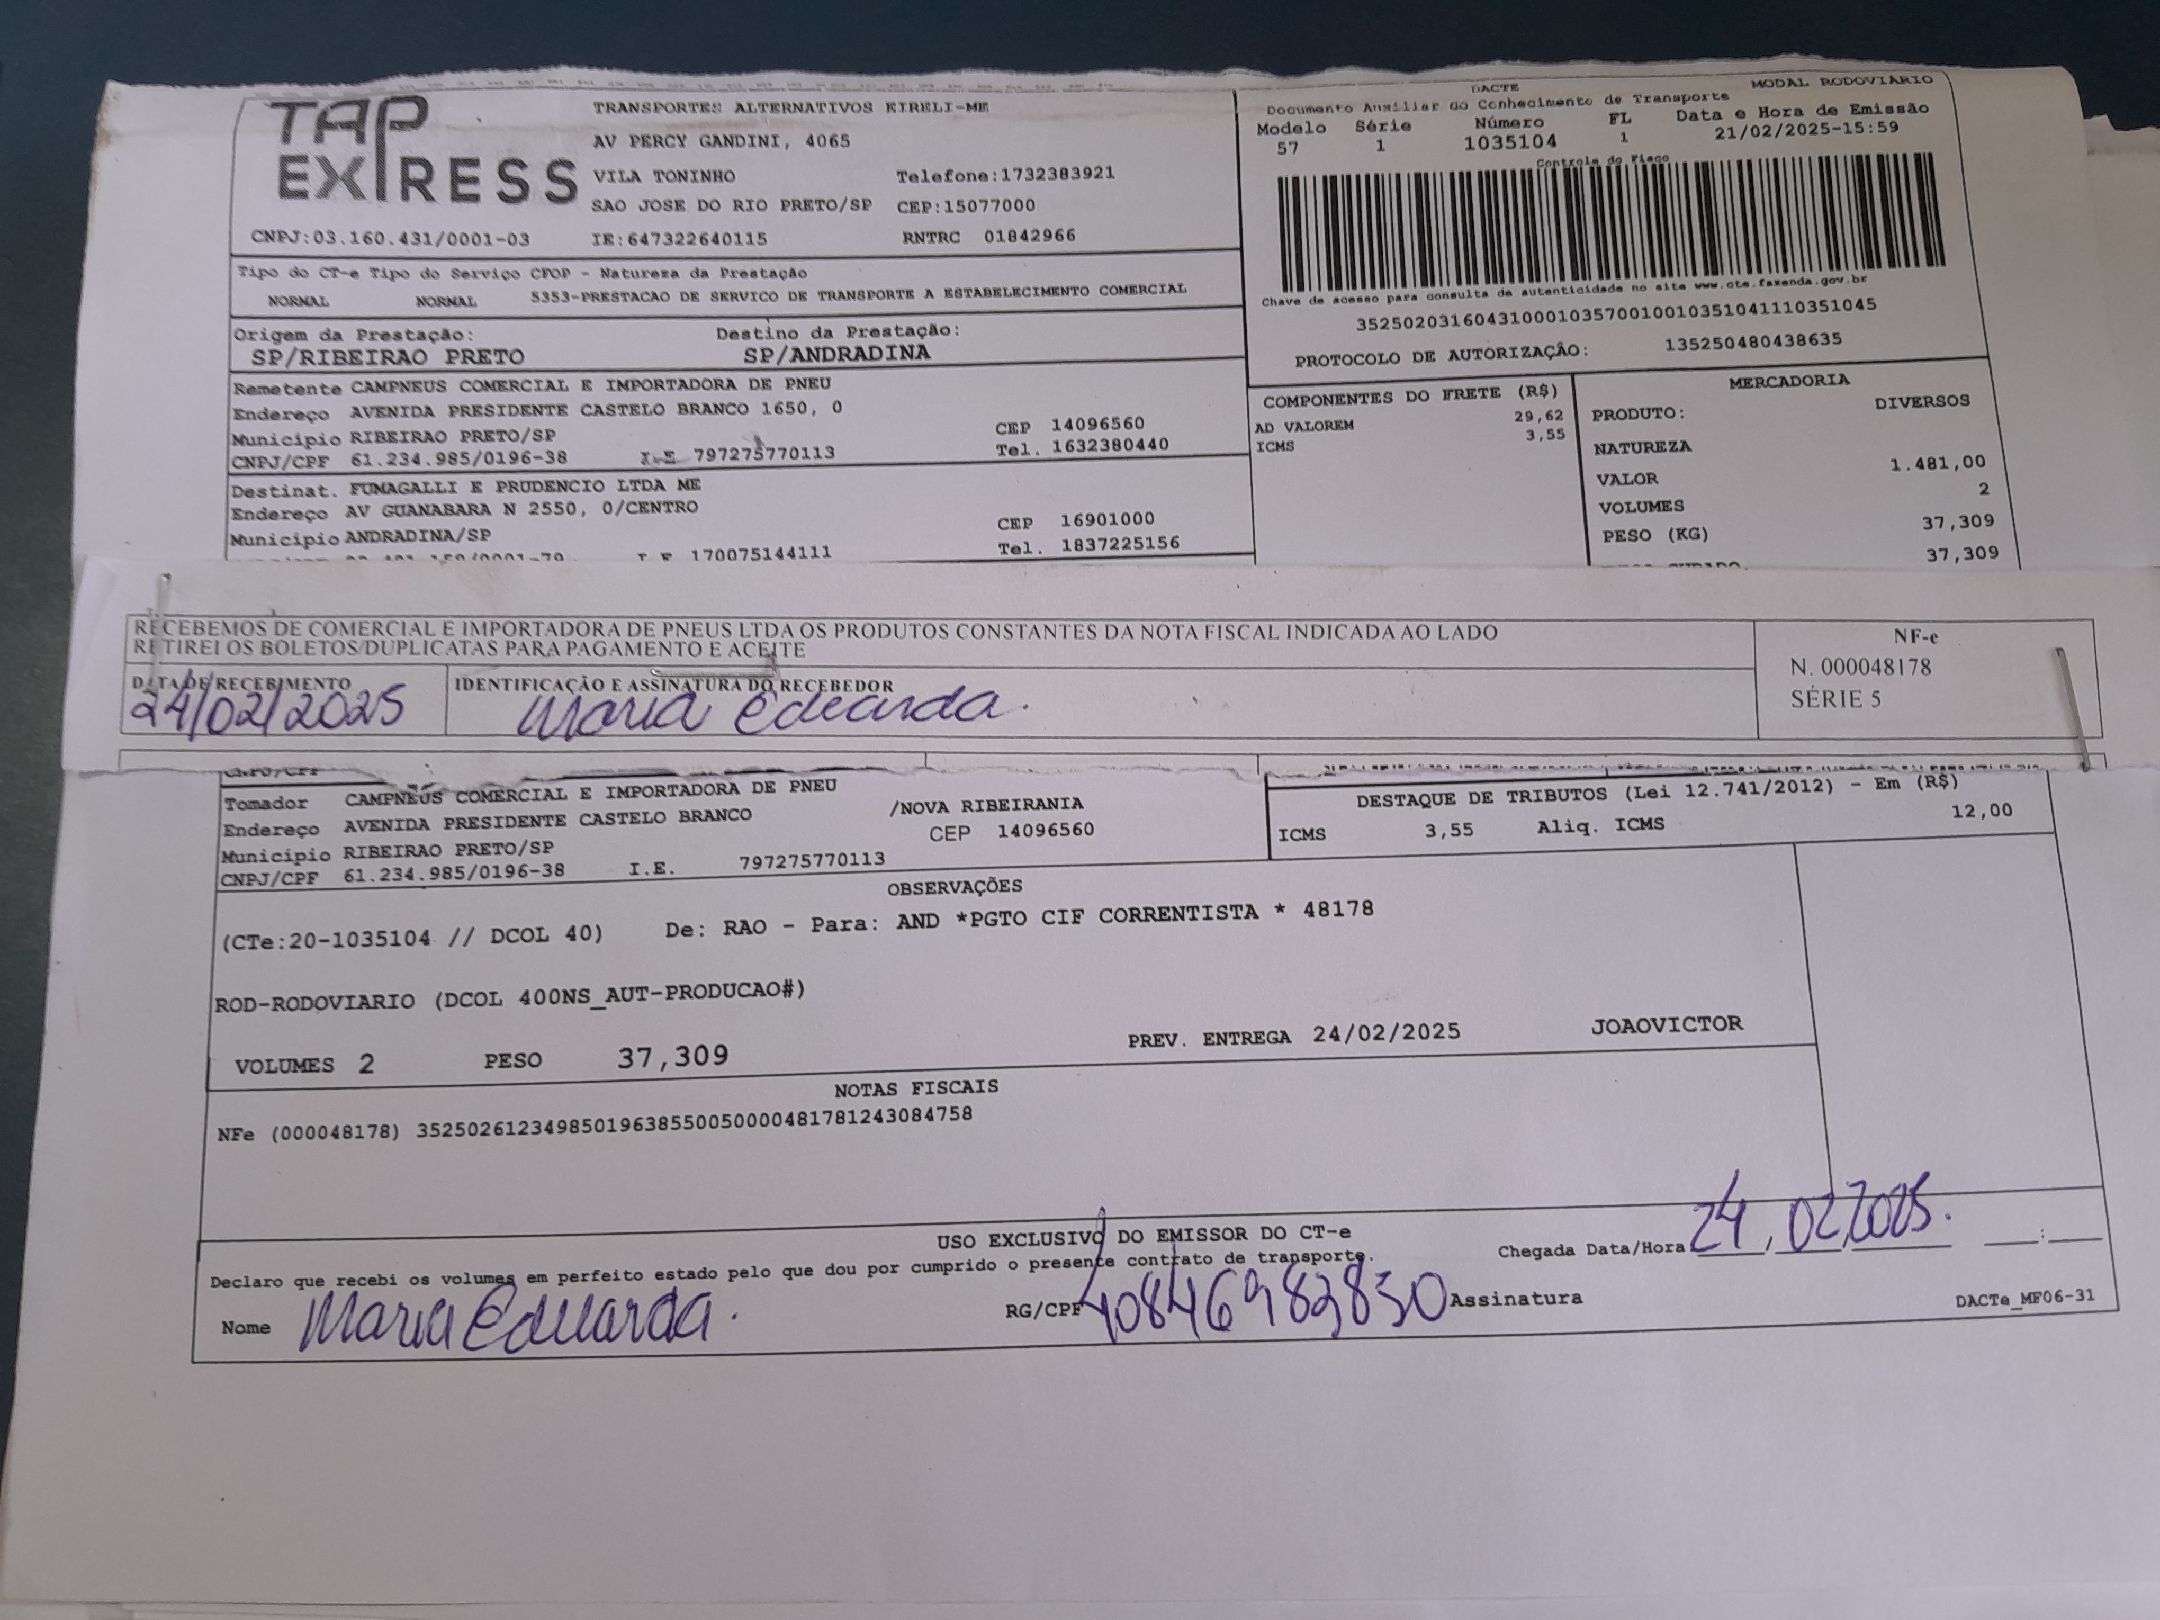 TAP EXPRESS
TRANSPORTES ALTERNATIVOS EIRELI-ME
AV PERCY GANDINI, 4065
VILA TONINHO Telefone:1732383921
SAO JOSE DO RIO PRETO/SP CEP:15077000
CNPJ:03.160.431/0001-03 IE:647322640115 RNTRC 01842966
DACTE MODAL RODOVIÁRIO
Documento Auxiliar do Conhecimento de Transporte
Modelo Série Número FL Data e Hora de Emissão
57 1 1035104 1 21/02/2025-15:59
Controle do Fisco
Chave de acesso para consulta de autenticidade no site www.cte.fazenda.gov.br
35250203160431000103570010010351041110351045
PROTOCOLO DE AUTORIZAÇÃO: 135250480438635
Tipo do CT-e Tipo do Serviço CFOP - Natureza da Prestação
NORMAL NORMAL 5353-PRESTACAO DE SERVICO DE TRANSPORTE A ESTABELECIMENTO COMERCIAL
Origem da Prestação: Destino da Prestação:
SP/RIBEIRAO PRETO SP/ANDRADINA
Remetente CAMPNEUS COMERCIAL E IMPORTADORA DE PNEU
Endereço AVENIDA PRESIDENTE CASTELO BRANCO 1650, 0
Município RIBEIRAO PRETO/SP CEP 14096560
CNPJ/CPF 61.234.985/0196-38 I.E 797275770113 Tel. 1632380440
Destinat. FUMAGALLI E PRUDENCIO LTDA ME
Endereço AV GUANABARA N 2550, 0/CENTRO
Município ANDRADINA/SP CEP 16901000
I E 170075144111 Tel. 1837225156
COMPONENTES DO FRETE (R$)
AD VALOREM 29,62
ICMS 3,55
MERCADORIA
PRODUTO: DIVERSOS
NATUREZA
VALOR 1.481,00
VOLUMES 2
PESO (KG) 37,309
37,309
RECEBEMOS DE COMERCIAL E IMPORTADORA DE PNEUS LTDA OS PRODUTOS CONSTANTES DA NOTA FISCAL INDICADA AO LADO
RETIREI OS BOLETOS/DUPLICATAS PARA PAGAMENTO E ACEITE
DATA DE RECEBIMENTO IDENTIFICAÇÃO E ASSINATURA DO RECEBEDOR
24/02/2025 Maria Eduarda.
NF-e
N. 000048178
SÉRIE 5
CNPJ/CPF
Tomador CAMPNEUS COMERCIAL E IMPORTADORA DE PNEU
Endereço AVENIDA PRESIDENTE CASTELO BRANCO /NOVA RIBEIRANIA
Município RIBEIRAO PRETO/SP CEP 14096560
CNPJ/CPF 61.234.985/0196-38 I.E. 797275770113
DESTAQUE DE TRIBUTOS (Lei 12.741/2012) - Em (R$)
ICMS 3,55 Aliq. ICMS 12,00
OBSERVAÇÕES
(CTe:20-1035104 // DCOL 40) De: RAO - Para: AND *PGTO CIF CORRENTISTA * 48178
ROD-RODOVIARIO (DCOL 400NS_AUT-PRODUCAO#)
VOLUMES 2 PESO 37,309 PREV. ENTREGA 24/02/2025 JOAOVICTOR
NOTAS FISCAIS
NFe (000048178) 35250261234985019638550050000481781243084758
USO EXCLUSIVO DO EMISSOR DO CT-e
Declaro que recebi os volumes em perfeito estado pelo que dou por cumprido o presente contrato de transporte.
Chegada Data/Hora 24,02,2025. :
Nome Maria Eduarda. RG/CPF 40846983830 Assinatura
DACTe_MF06-31